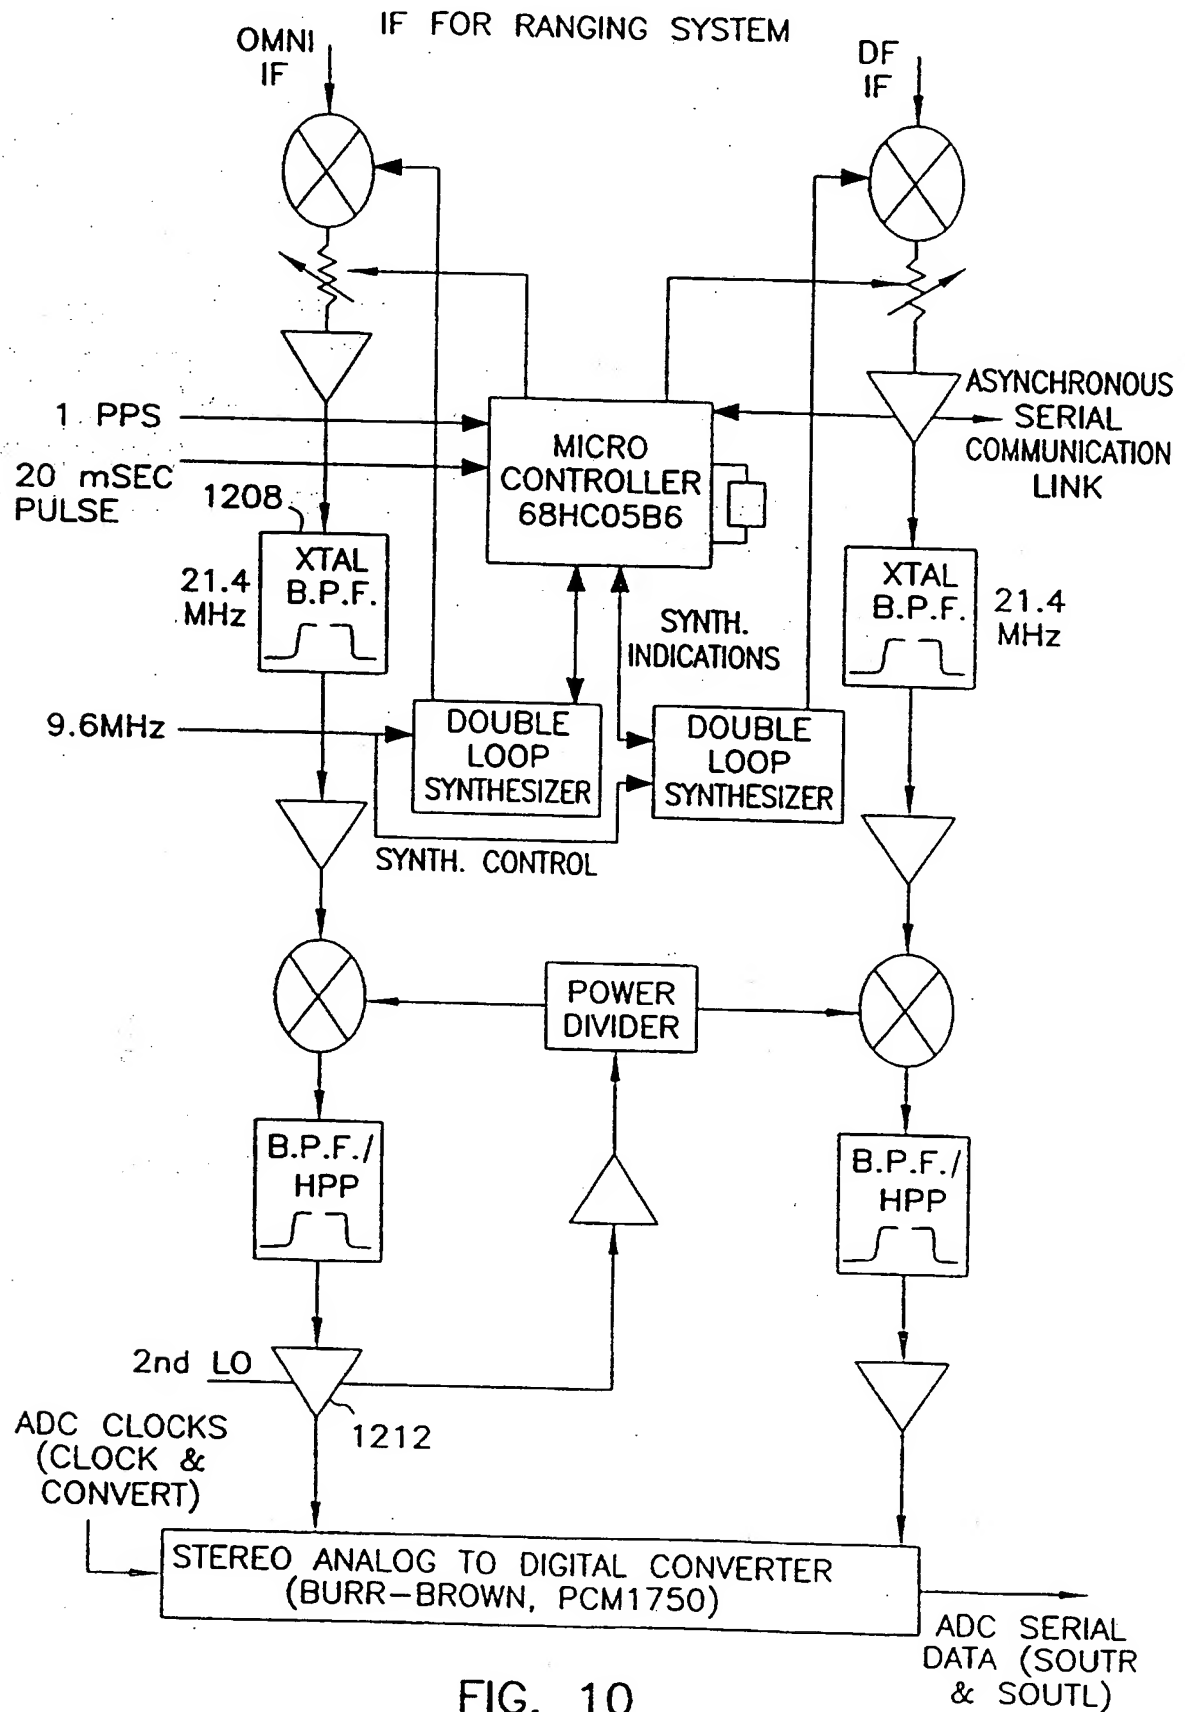 IF FOR RANGING SYSTEM
OMNI
IF
DF
IF
1 PPS
20 mSEC
PULSE
MICRO
CONTROLLER
68HC05B6
ASYNCHRONOUS
SERIAL
COMMUNICATION
LINK
1208
XTAL
B.P.F.
21.4
MHz
XTAL
B.P.F.
21.4
MHz
SYNTH.
INDICATIONS
9.6MHz
DOUBLE
LOOP
SYNTHESIZER
DOUBLE
LOOP
SYNTHESIZER
SYNTH. CONTROL
POWER
DIVIDER
B.P.F./
HPP
B.P.F./
HPP
2nd LO
1212
ADC CLOCKS
(CLOCK &
CONVERT)
STEREO ANALOG TO DIGITAL CONVERTER
(BURR-BROWN, PCM1750)
ADC SERIAL
DATA (SOUTR
& SOUTL)
FIG. 10